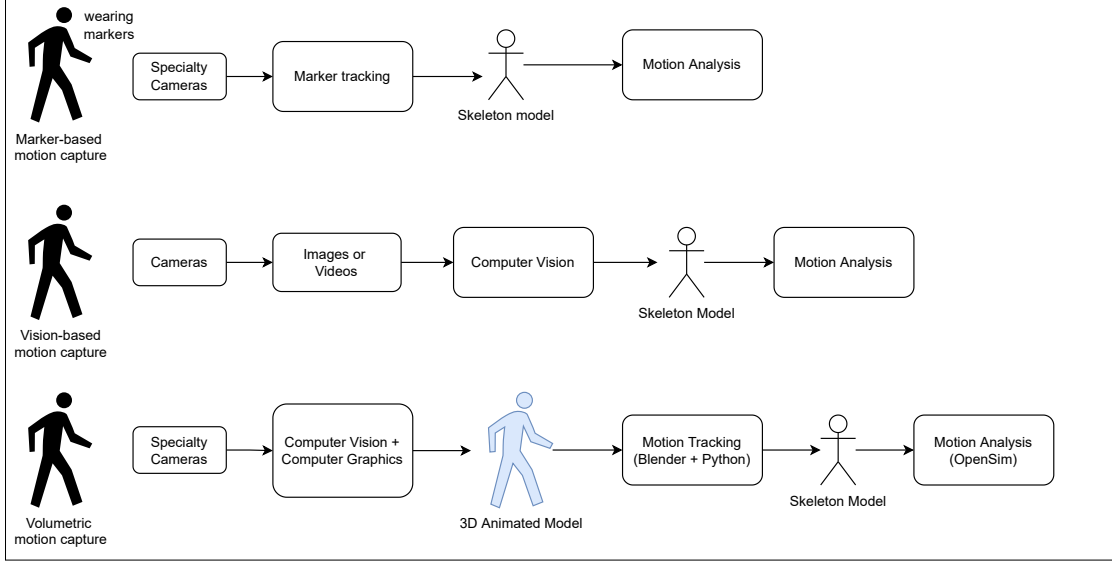 wearing
markers
Specialty
Cameras
Marker tracking
Skeleton model
Motion Analysis
Marker-based
motion capture
Cameras
Images or
Videos
Computer Vision
Skeleton Model
Motion Analysis
Vision-based
motion capture
Specialty
Cameras
Computer Vision +
Computer Graphics
3D Animated Model
Motion Tracking
(Blender + Python)
Skeleton Model
Motion Analysis
(OpenSim)
Volumetric
motion capture